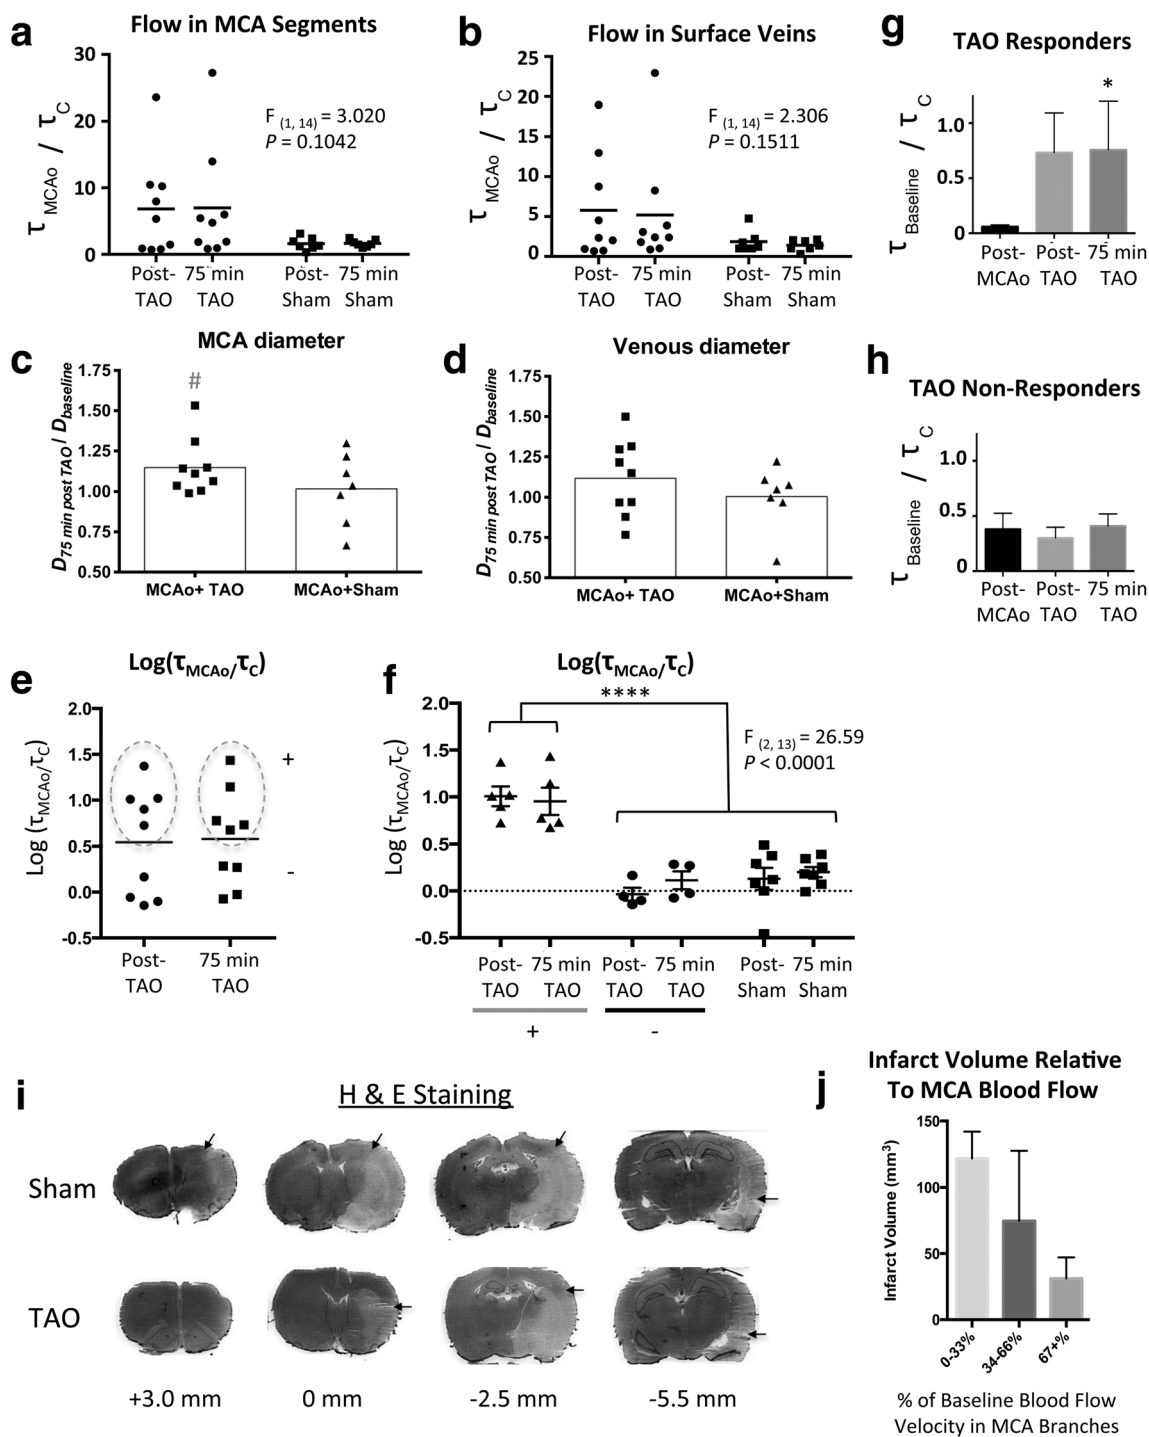 a
Flow in MCA Segments
τ MCAo / τ C
30
20
10
0
F (1, 14) = 3.020
P = 0.1042
Post-TAO
75 min TAO
Post-Sham
75 min Sham
b
Flow in Surface Veins
τ MCAo / τ C
25
20
15
10
5
0
F (1, 14) = 2.306
P = 0.1511
Post-TAO
75 min TAO
Post-Sham
75 min Sham
g
TAO Responders
τ Baseline / τ C
1.0
0.5
0
*
Post-MCAo
Post-TAO
75 min TAO
c
MCA diameter
D75 min post TAO / Dbaseline
1.75
1.50
1.25
1.00
0.75
0.50
#
MCAo+ TAO
MCAo+Sham
d
Venous diameter
D75 min post TAO / Dbaseline
1.75
1.50
1.25
1.00
0.75
0.50
MCAo+ TAO
MCAo+Sham
h
TAO Non-Responders
τ Baseline / τ C
1.0
0.5
0
Post-MCAo
Post-TAO
75 min TAO
e
Log(τMCAo/τC)
Log (τMCAo/τC)
2.0
1.5
1.0
0.5
0.0
-0.5
+
-
Post-TAO
75 min TAO
f
Log(τMCAo/τC)
Log (τMCAo/τC)
2.0
1.5
1.0
0.5
0.0
-0.5
****
F (2, 13) = 26.59
P < 0.0001
Post-TAO
75 min TAO
Post-TAO
75 min TAO
Post-Sham
75 min Sham
+
-
i
H & E Staining
Sham
TAO
+3.0 mm
0 mm
-2.5 mm
-5.5 mm
j
Infarct Volume Relative
To MCA Blood Flow
Infarct Volume (mm³)
150
100
50
0
0-33%
34-66%
67+%
% of Baseline Blood Flow
Velocity in MCA Branches